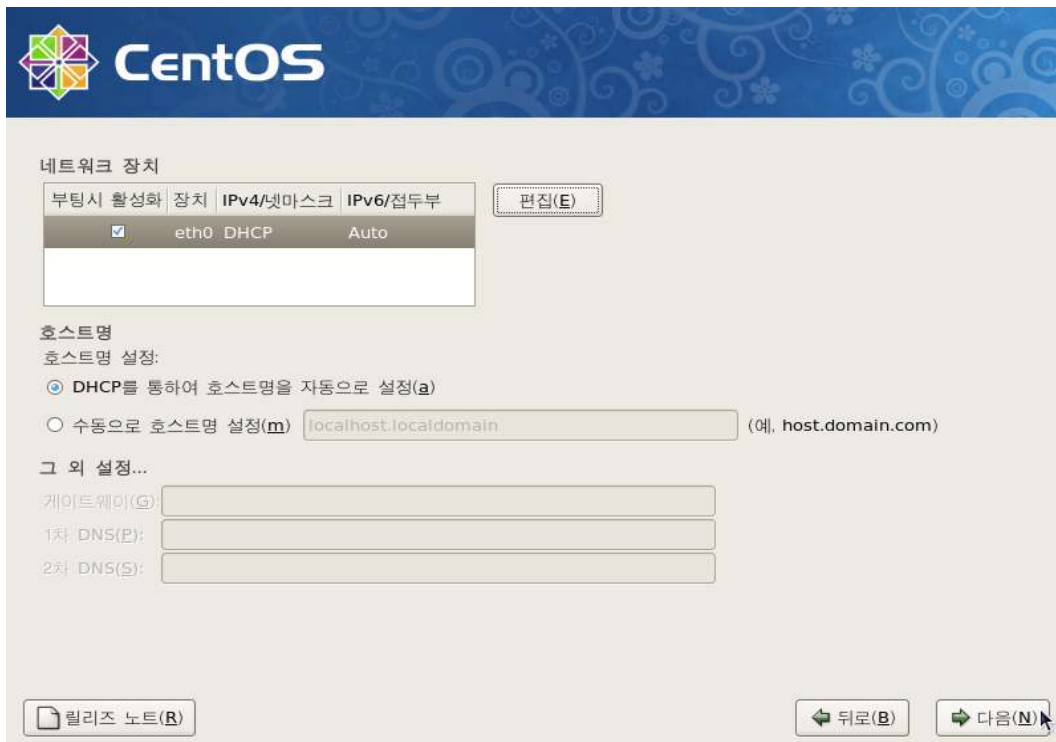 CentOS
네트워크 장치
부팅시 활성화 장치 IPv4/넷마스크 IPv6/접두부
편집(E)
eth0 DHCP Auto
호스트명
호스트명 설정:
DHCP를 통하여 호스트명을 자동으로 설정(a)
수동으로 호스트명 설정(m) localhost.localdomain (예, host.domain.com)
그 외 설정...
게이트웨이(G)
1차 DNS(P):
2차 DNS(S):
릴리즈 노트(R)
뒤로(B)
다음(N)